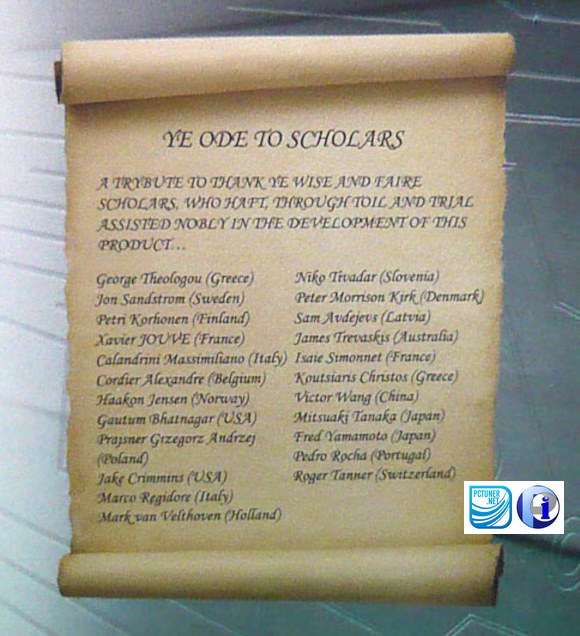 YE ODE TO SCHOLARS
A TRYBUTE TO THANK YE WISE AND FAIRE
SCHOLARS, WHO HAFT, THROUGH TOIL AND TRIAL
ASSISTED NOBLY IN THE DEVELOPMENT OF THIS
PRODUCT...
George Theologou (Greece)
Jon Sandstrom (Sweden)
Petri Korhonen (Finland)
Xavier JOUVE (France)
Calandrini Massimiliano (Italy)
Cordier Alexandre (Belgium)
Haakon Jensen (Norway)
Gautum Bhatnagar (USA)
Prajsner Grzegorz Andrzej
(Poland)
Jake Crimmins (USA)
Marco Regidore (Italy)
Mark van Velthoven (Holland)
Niko Tivadar (Slovenia)
Peter Morrison Kirk (Denmark)
Sam Avdejevs (Latvia)
James Trevaskis (Australia)
Isaie Simonnet (France)
Koutsiaris Christos (Greece)
Victor Wang (China)
Mitsuaki Tanaka (Japan)
Fred Yamamoto (Japan)
Pedro Rocha (Portugal)
Roger Tanner (Switzerland)
PCTUNER
.NET
i